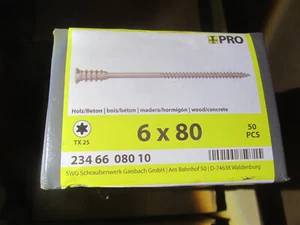 PRO
Holz/Beton | bois/béton | madera/hormigón | wood/concrete
TX 25
6 x 80
50
PCS
234 66 080 10
SWG Schraubenwerk Gaisbach GmbH | Am Bahnhof 50 | D-74638 Waldenburg